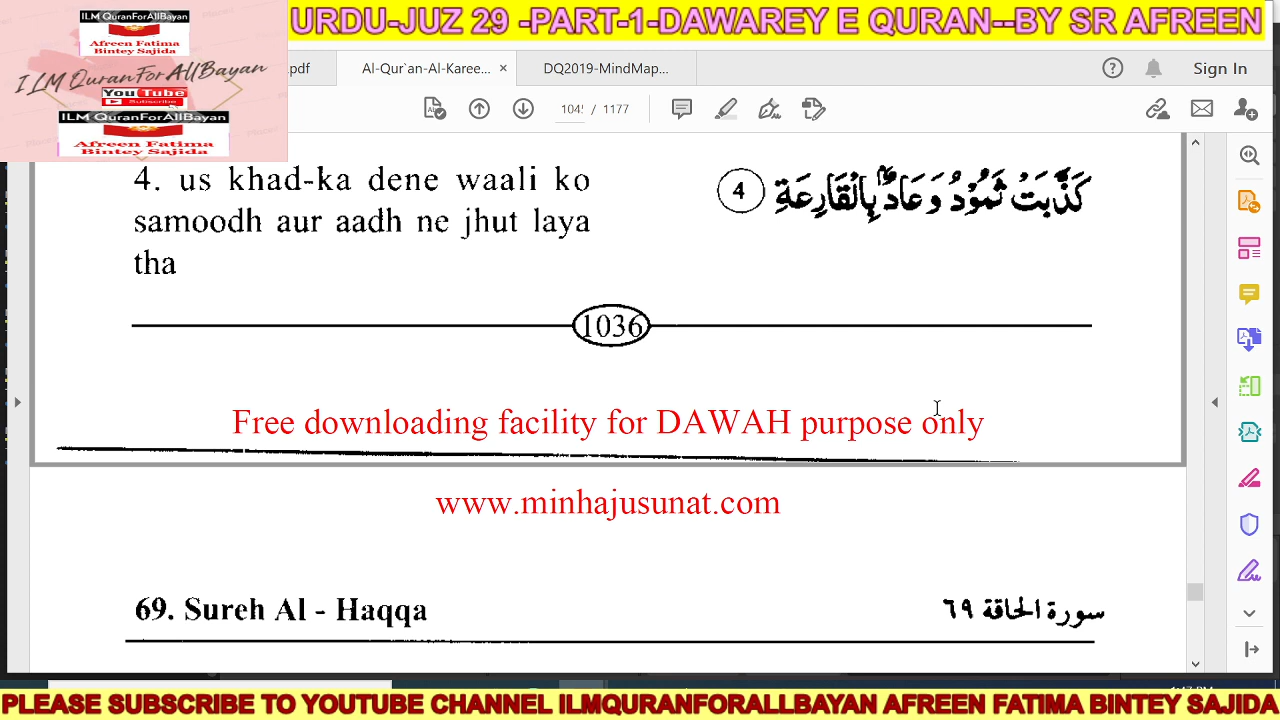 URDU-JUZ 29 -PART-1-DAWAREY E QURAN--BY SR AFREEN
ILM QuranForAllBayan
Afreen Fatima
Bintey Sajida
ILM QuranForAllBayan
You Tube
Subscribe
ILM QuranForAllBayan
Afreen Fatima
Bintey Sajida
pdf
Al-Qur`an-Al-Karee... ×
DQ2019-MindMap...
Sign In
104 / 1177
4. us khad-ka dene waali ko
samoodh aur aadh ne jhut laya
tha
كَذَّبَتْ ثَمُوْدُ وَعَادٌۢ بِالْقَارِعَةِ 4
1036
Free downloading facility for DAWAH purpose only
www.minhajusunat.com
69. Sureh Al - Haqqa
سورة الحاقة ٦٩
PLEASE SUBSCRIBE TO YOUTUBE CHANNEL ILMQURANFORALLBAYAN AFREEN FATIMA BINTEY SAJIDA